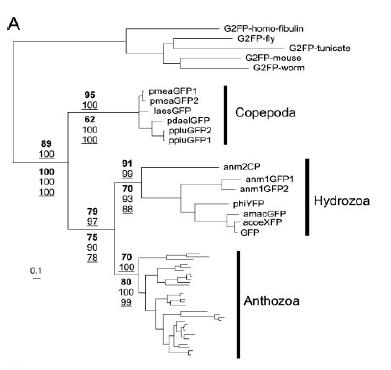 A
G2FP-homo-fibulin
G2FP-fly
G2FP-tunicate
G2FP-mouse
G2FP-worm
95
100
62
100
100
pmeaGFP1
pmeaGFP2
laesGFP
pdaelGFP
ppluGFP2
ppluGFP1
Copepoda
89
100
100
100
100
91
99
70
93
88
anm2CP
anm1GFP1
anm1GFP2
phiYFP
amacGFP
acoeXFP
GFP
Hydrozoa
79
97
75
90
78
70
100
80
100
99
Anthozoa
0.1